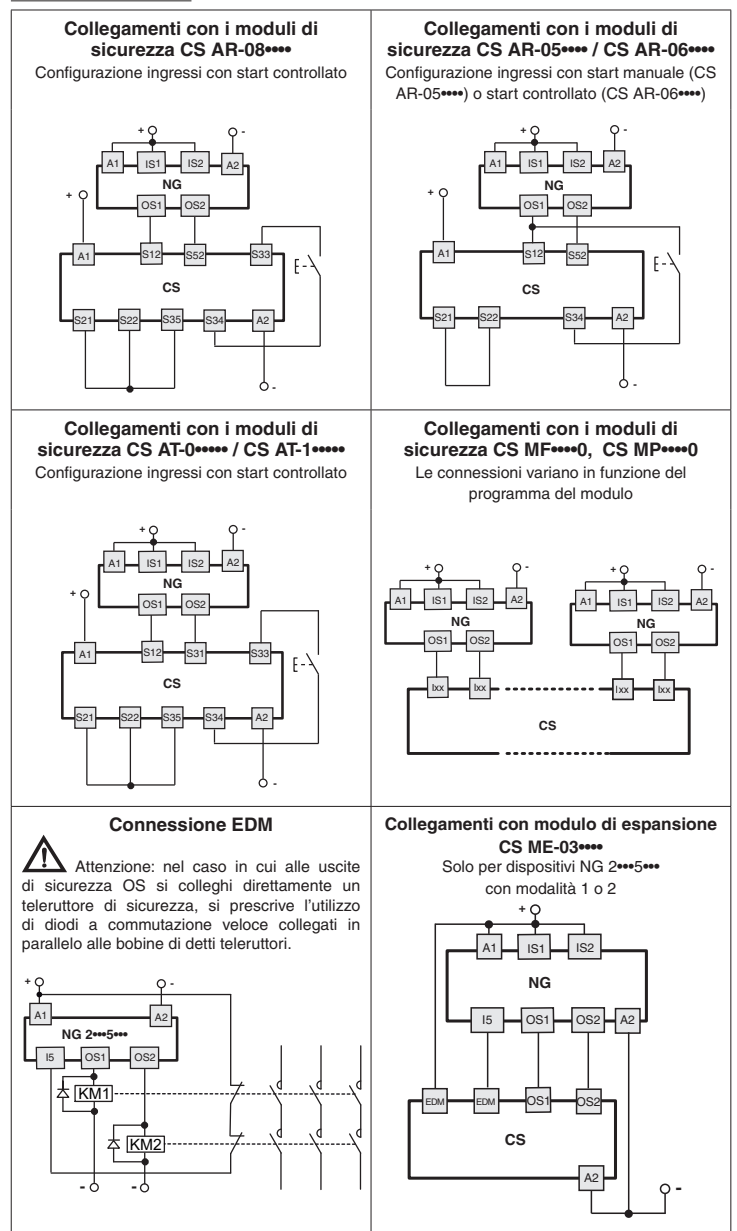 Collegamenti con i moduli di
sicurezza CS AR-08••••
Configurazione ingressi con start controllato
+ -
A1 IS1 IS2 A2
NG
OS1 OS2
+
A1 S12 S52 S33
CS
S21 S22 S35 S34 A2
-
Collegamenti con i moduli di
sicurezza CS AR-05•••• / CS AR-06••••
Configurazione ingressi con start manuale (CS
AR-05••••) o start controllato (CS AR-06••••)
+ -
A1 IS1 IS2 A2
NG
OS1 OS2
+
A1 S12 S52
CS
S21 S22 S34 A2
-
Collegamenti con i moduli di
sicurezza CS AT-0••••• / CS AT-1•••••
Configurazione ingressi con start controllato
+ -
A1 IS1 IS2 A2
NG
OS1 OS2
+
A1 S12 S31 S33
CS
S21 S22 S35 S34 A2
-
Collegamenti con i moduli di
sicurezza CS MF••••0, CS MP••••0
Le connessioni variano in funzione del
programma del modulo
+ - + -
A1 IS1 IS2 A2 A1 IS1 IS2 A2
NG NG
OS1 OS2 OS1 OS2
Ixx Ixx Ixx Ixx
CS
Connessione EDM
Attenzione: nel caso in cui alle uscite
di sicurezza OS si colleghi direttamente un
teleruttore di sicurezza, si prescrive l'utilizzo
di diodi a commutazione veloce collegati in
parallelo alle bobine di detti teleruttori.
+ -
A1 A2
NG 2•••5•••
I5 OS1 OS2
KM1
KM2
- -
Collegamenti con modulo di espansione
CS ME-03••••
Solo per dispositivi NG 2•••5•••
con modalità 1 o 2
+
A1 IS1 IS2
NG
I5 OS1 OS2 A2
EDM EDM OS1 OS2
CS
A2
-